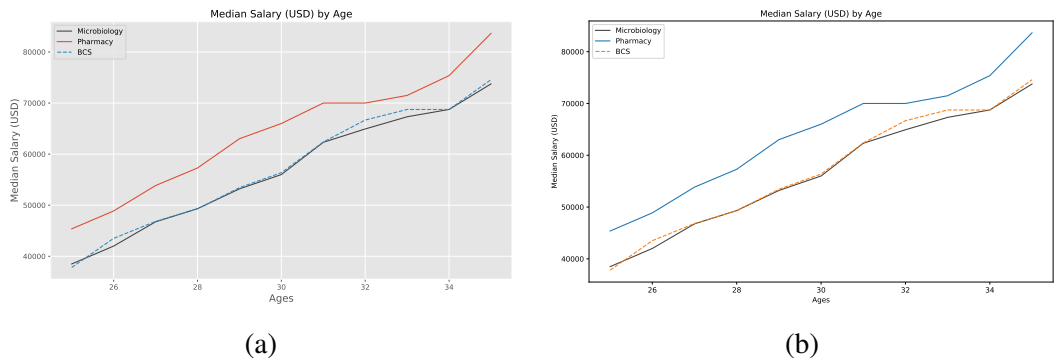 Median Salary (USD) by Age
Microbiology
Pharmacy
BCS
80000
70000
60000
50000
40000
Median Salary (USD)
26
28
30
32
34
Ages
(a)
Median Salary (USD) by Age
Microbiology
Pharmacy
BCS
80000
70000
60000
50000
40000
Median Salary (USD)
26
28
30
32
34
Ages
(b)